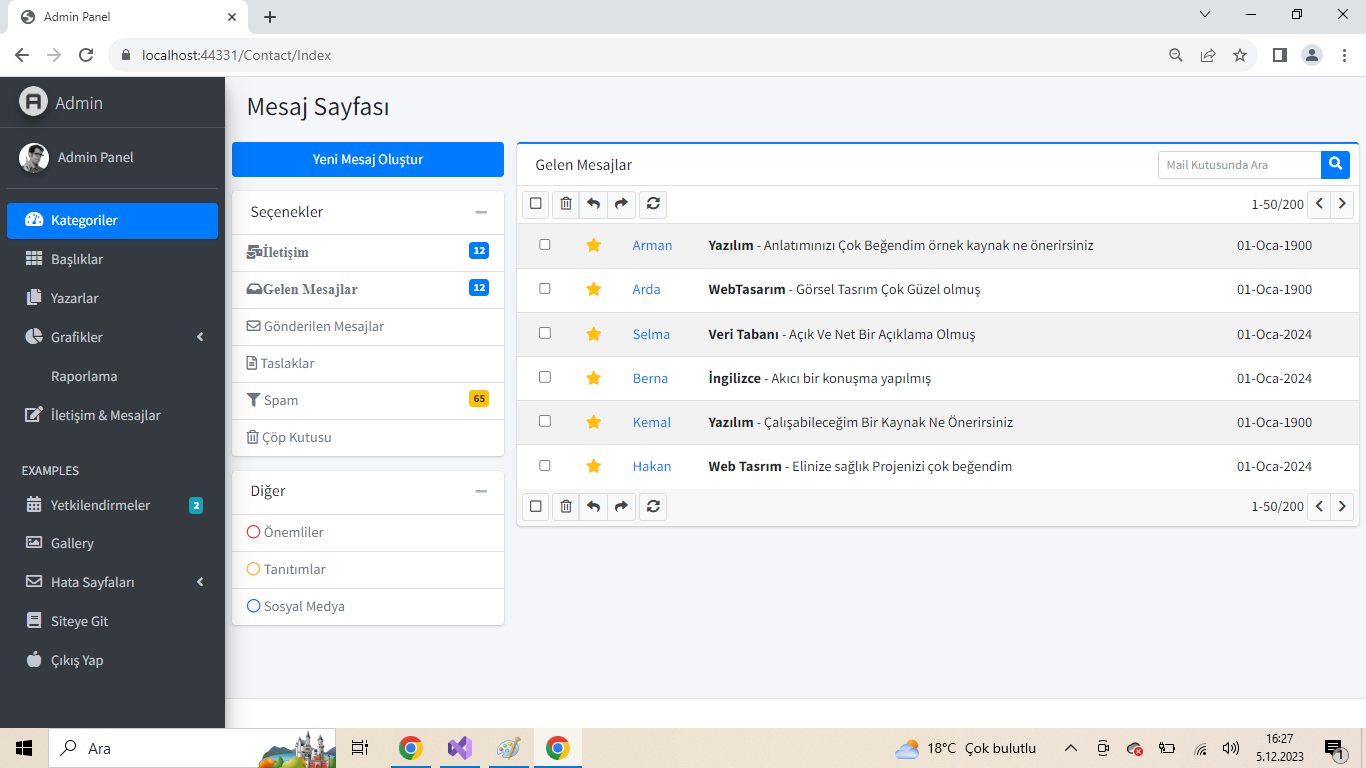 Admin Panel
localhost:44331/Contact/Index
Admin
Admin Panel
Kategoriler
Başlıklar
Yazarlar
Grafikler
Raporlama
İletişim & Mesajlar
EXAMPLES
Yetkilendirmeler 2
Gallery
Hata Sayfaları
Siteye Git
Çıkış Yap
Mesaj Sayfası
Yeni Mesaj Oluştur
Seçenekler
İletişim 12
Gelen Mesajlar 12
Gönderilen Mesajlar
Taslaklar
Spam 65
Çöp Kutusu
Diğer
Önemliler
Tanıtımlar
Sosyal Medya
Gelen Mesajlar
Mail Kutusunda Ara
1-50/200
Arman Yazılım - Anlatımınızı Çok Beğendim örnek kaynak ne önerirsiniz 01-Oca-1900
Arda WebTasarım - Görsel Tasrım Çok Güzel olmuş 01-Oca-1900
Selma Veri Tabanı - Açık Ve Net Bir Açıklama Olmuş 01-Oca-2024
Berna İngilizce - Akıcı bir konuşma yapılmış 01-Oca-2024
Kemal Yazılım - Çalışabileceğim Bir Kaynak Ne Önerirsiniz 01-Oca-1900
Hakan Web Tasrım - Elinize sağlık Projenizi çok beğendim 01-Oca-2024
1-50/200
Ara
18°C Çok bulutlu
16:27
5.12.2023
1